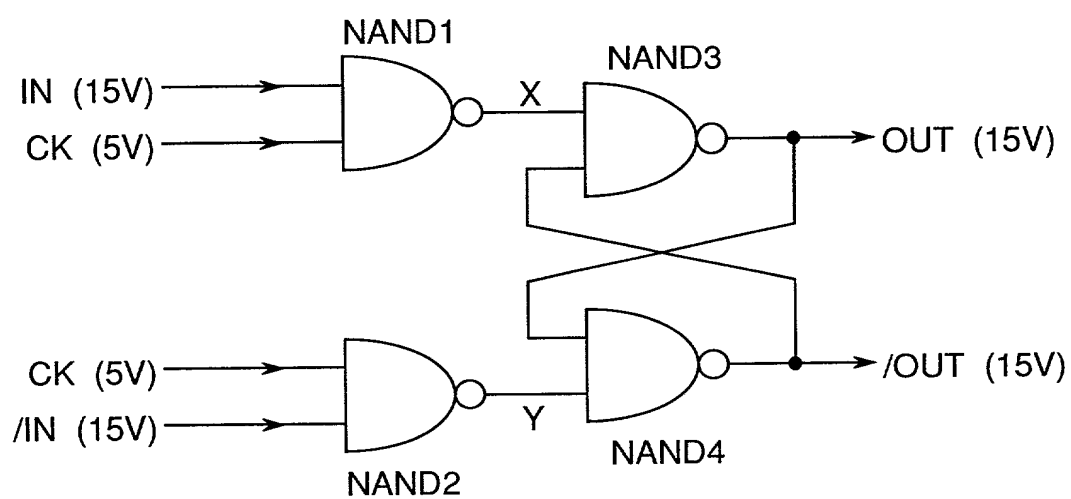 NAND1
NAND3
IN (15V)
X
CK (5V)
OUT (15V)
CK (5V)
/OUT (15V)
/IN (15V)
Y
NAND4
NAND2